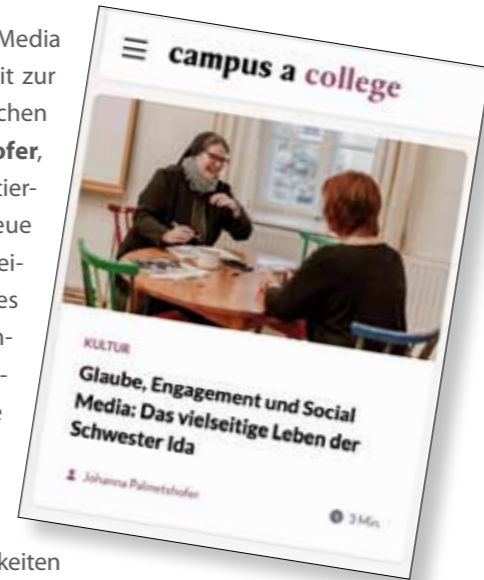 Media
it zur
chen
ofer,
tier-
eue
ei-
es
n-
-
e
keiten
campus a college
KULTUR
Glaube, Engagement und Social
Media: Das vielseitige Leben der
Schwester Ida
Johanna Palmetshofer
3 Min.